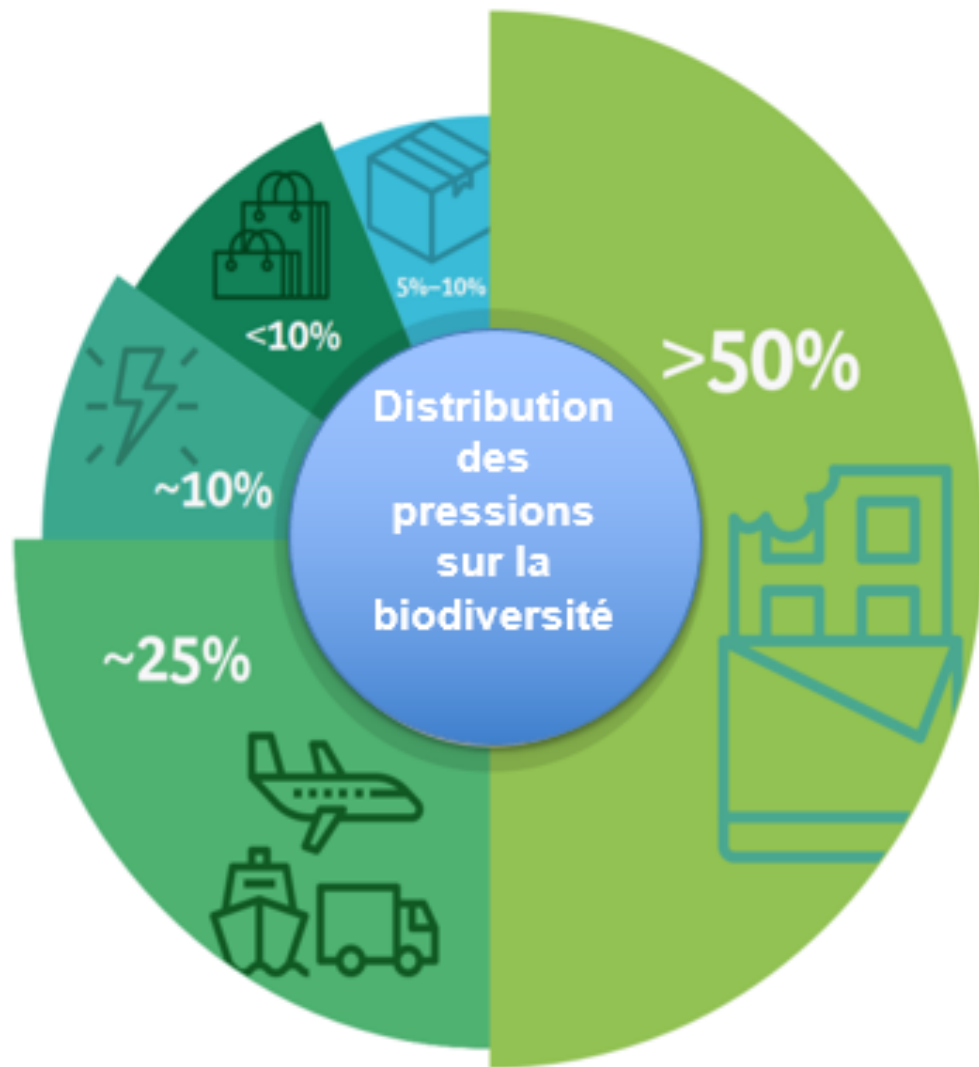 5%–10%
<10%
>50%
~10%
~25%
Distribution
des
pressions
sur la
biodiversité